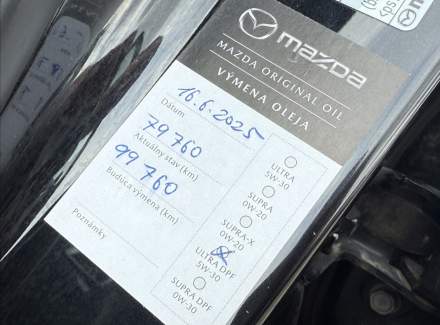 mazda
MAZDA ORIGINAL OIL
VÝMENA OLEJA
16.6.2025
Dátum
79 760
Aktuálny stav (km)
99 760
Budúca výmena (km)
Poznámky
ULTRA
5W-30
SUPRA
0W-20
SUPRA-X
0W-20
ULTRA DPF
5W-30
SUPRA DPF
0W-30